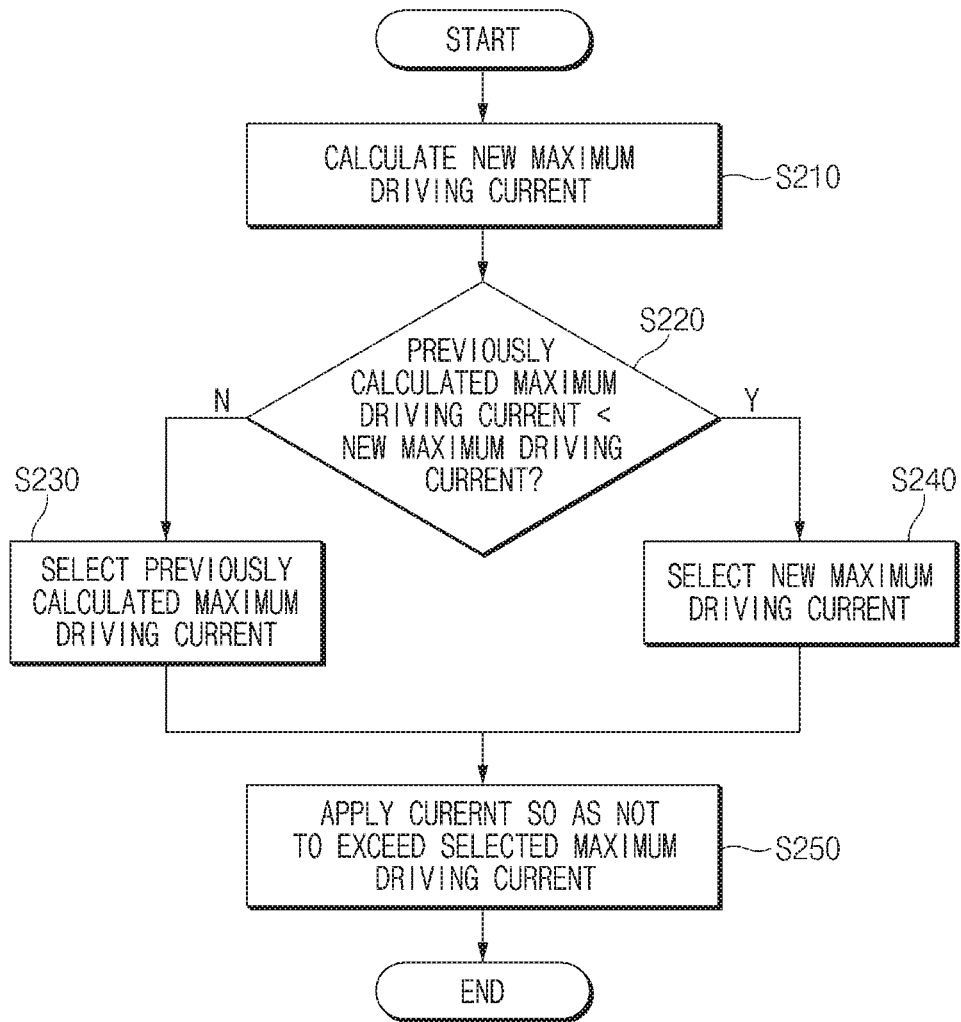 START
CALCULATE NEW MAXIMUM
DRIVING CURRENT
S210
S220
PREVIOUSLY
CALCULATED MAXIMUM
DRIVING CURRENT <
NEW MAXIMUM DRIVING
CURRENT?
N
Y
S230
SELECT PREVIOUSLY
CALCULATED MAXIMUM
DRIVING CURRENT
S240
SELECT NEW MAXIMUM
DRIVING CURRENT
APPLY CURERNT SO AS NOT
TO EXCEED SELECTED MAXIMUM
DRIVING CURRENT
S250
END